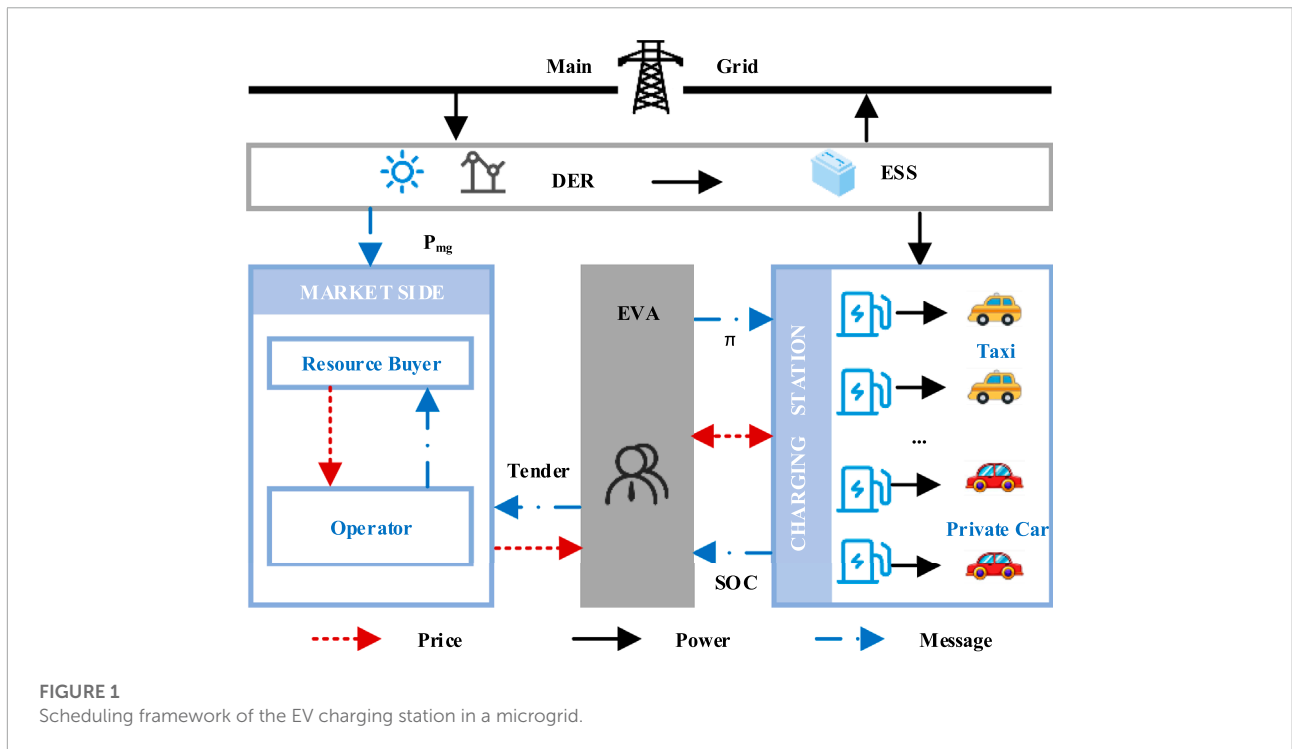 Main Grid
DER
ESS
Pmg
MARKET SIDE
Resource Buyer
Operator
Tender
EVA
π
SOC
CHARGING STATION
Taxi
...
Private Car
Price
Power
Message
FIGURE 1
Scheduling framework of the EV charging station in a microgrid.